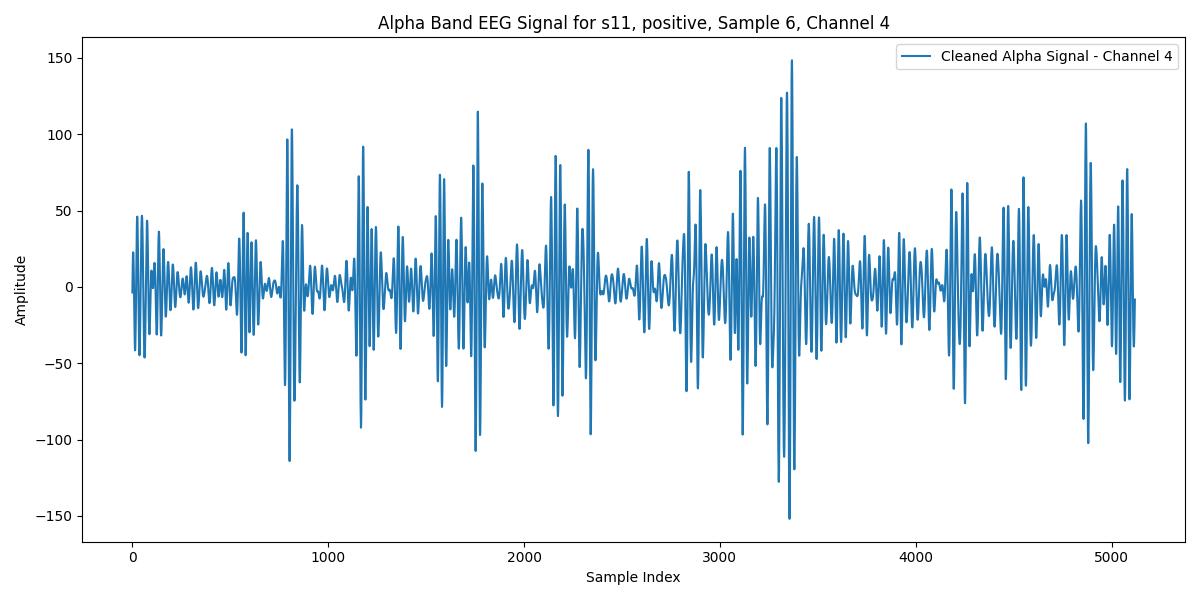 Alpha Band EEG Signal for s11, positive, Sample 6, Channel 4
Cleaned Alpha Signal - Channel 4
Amplitude
150
100
50
0
−50
−100
−150
0 1000 2000 3000 4000 5000
Sample Index